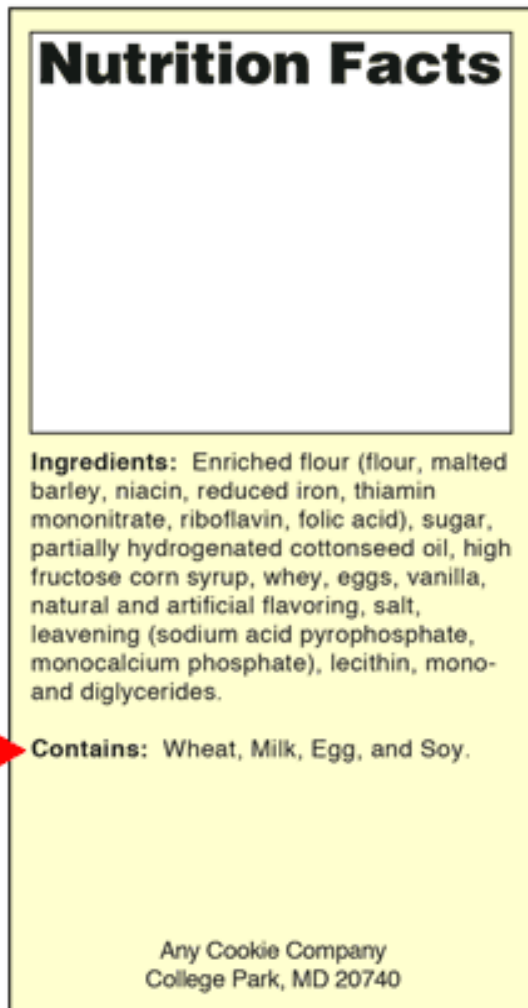 Nutrition Facts
Ingredients: Enriched flour (flour, malted
barley, niacin, reduced iron, thiamin
mononitrate, riboflavin, folic acid), sugar,
partially hydrogenated cottonseed oil, high
fructose corn syrup, whey, eggs, vanilla,
natural and artificial flavoring, salt,
leavening (sodium acid pyrophosphate,
monocalcium phosphate), lecithin, mono-
and diglycerides.
Contains: Wheat, Milk, Egg, and Soy.
Any Cookie Company
College Park, MD 20740